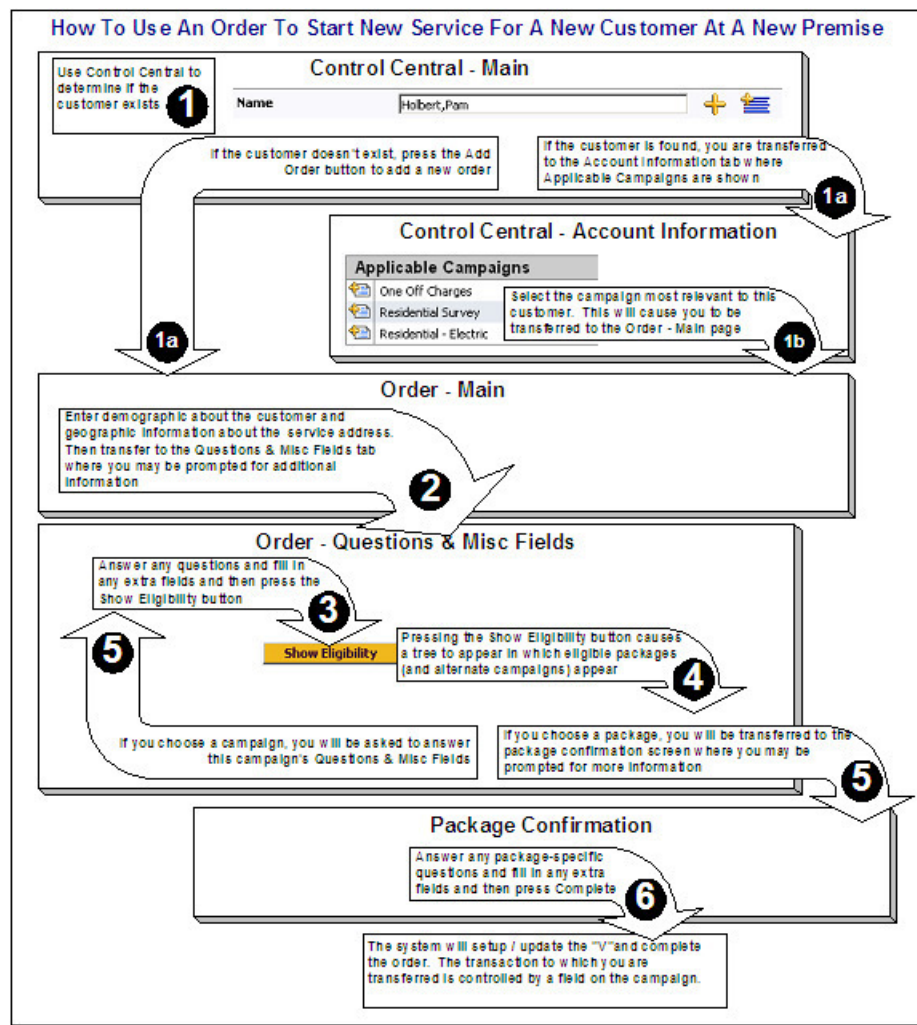 How To Use An Order To Start New Service For A New Customer At A New Premise
Control Central - Main
Use Control Central to
determine if the
customer exists
1
Name
Holbert,Pam
If the customer doesn't exist, press the Add
Order button to add a new order
If the customer is found, you are transferred
to the Account Information tab where
Applicable Campaigns are shown
1a
Control Central - Account Information
Applicable Campaigns
One Off Charges
Residential Survey
Residential - Electric
Select the campaign most relevant to this
customer. This will cause you to be
transferred to the Order - Main page
1a
1b
Order - Main
Enter demographic about the customer and
geographic information about the service address.
Then transfer to the Questions & Misc Fields tab
where you may be prompted for additional
information
2
Order - Questions & Misc Fields
Answer any questions and fill in
any extra fields and then press the
Show Eligibility button
3
5
Show Eligibility
Pressing the Show Eligibility button causes
a tree to appear in which eligible packages
(and alternate campaigns) appear
4
If you choose a campaign, you will be asked to answer
this campaign's Questions & Misc Fields
If you choose a package, you will be transferred to the
package confirmation screen where you may be
prompted for more information
5
Package Confirmation
Answer any package-specific
questions and fill in any extra
fields and then press Complete
6
The system will setup / update the "V"and complete
the order. The transaction to which you are
transferred is controlled by a field on the campaign.